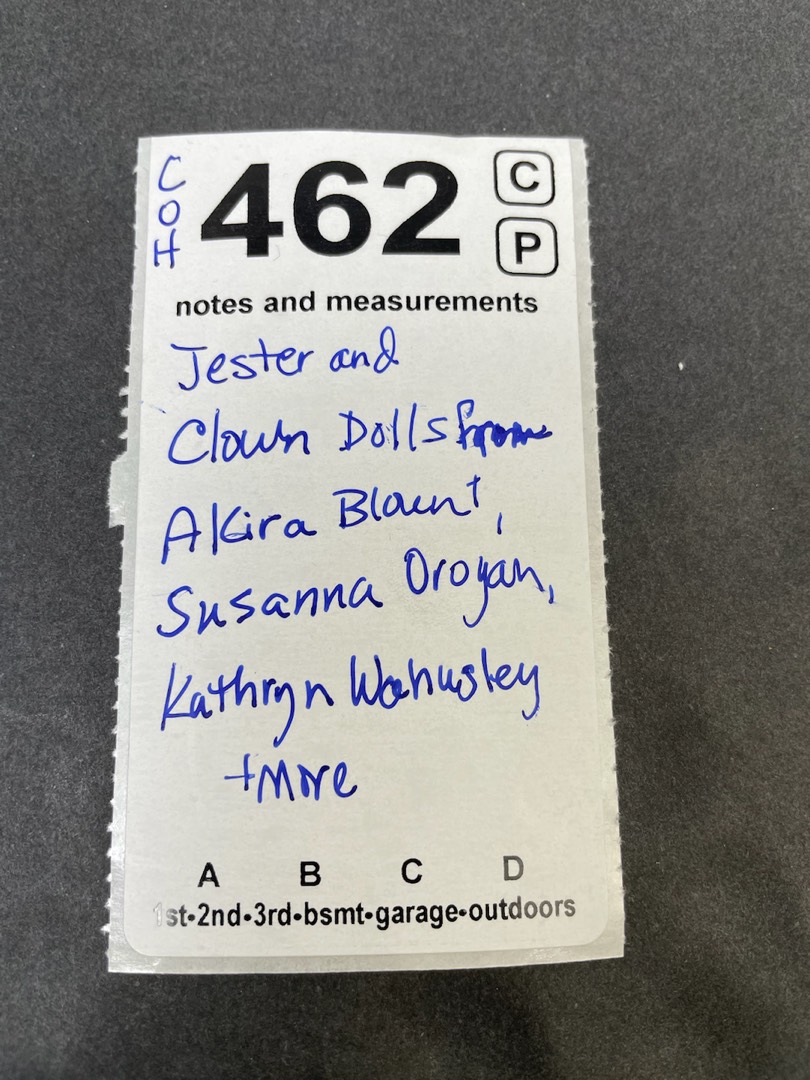 COH
462
C
P
notes and measurements
Jester and
Clown Dolls from
Akira Blount,
Susanna Oroyan,
Kathryn Wahusley
+More
A B C D
1st•2nd•3rd•bsmt•garage•outdoors